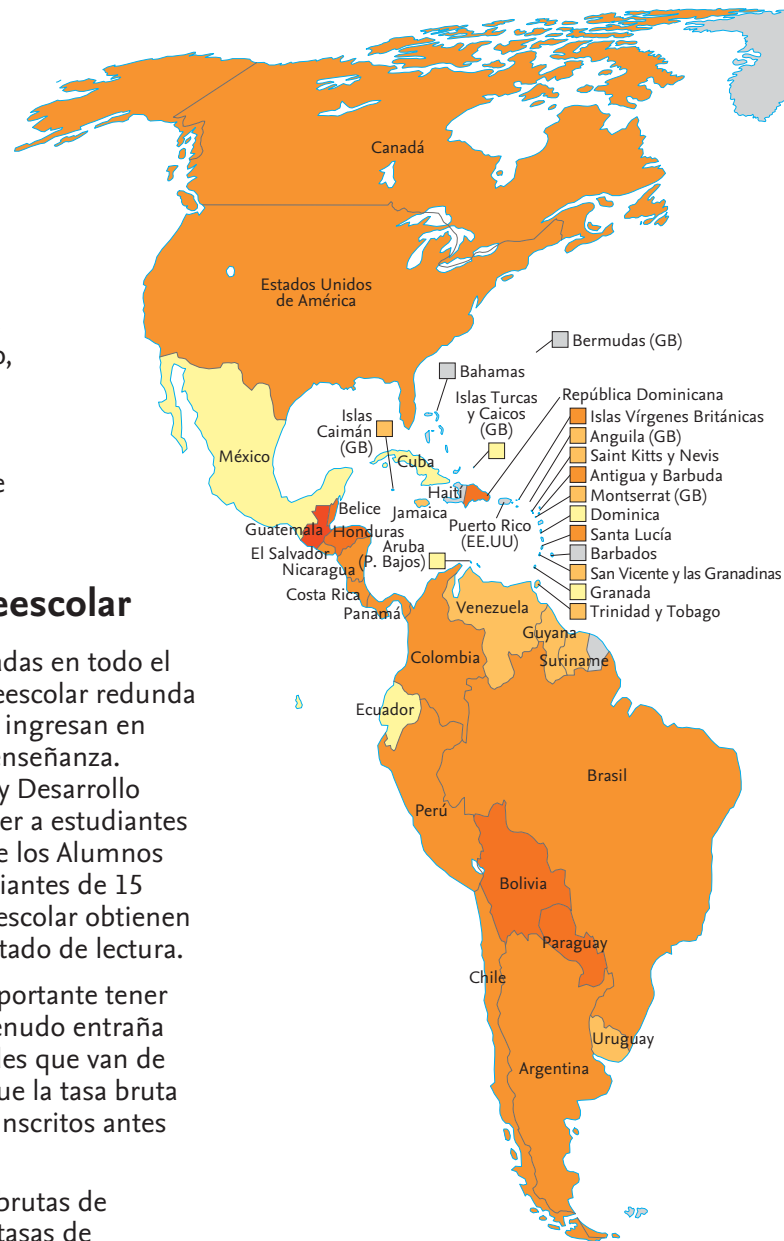 Canadá
Estados Unidos
de América
o,
Bermudas (GB)
Bahamas
República Dominicana
Islas Turcas
y Caicos
(GB)
Islas
Caimán
(GB)
Islas Vírgenes Británicas
Anguila (GB)
Saint Kitts y Nevis
Antigua y Barbuda
Montserrat (GB)
Dominica
Santa Lucía
Barbados
San Vicente y las Granadinas
Granada
Trinidad y Tobago
México
Cuba
e
Haití
Belice
Jamaica
Puerto Rico
(EE.UU)
Guatemala
Honduras
Aruba
(P. Bajos)
El Salvador
Nicaragua
Costa Rica
Panamá
Venezuela
Guyana
Suriname
Colombia
Ecuador
Brasil
Perú
Bolivia
Paraguay
Chile
Uruguay
Argentina
eescolar
adas en todo el
eescolar redunda
ingresan en
enseñanza.
y Desarrollo
er a estudiantes
e los Alumnos
iantes de 15
escolar obtienen
tado de lectura.
portante tener
enudo entraña
les que van de
ue la tasa bruta
inscritos antes
brutas de
tasas de